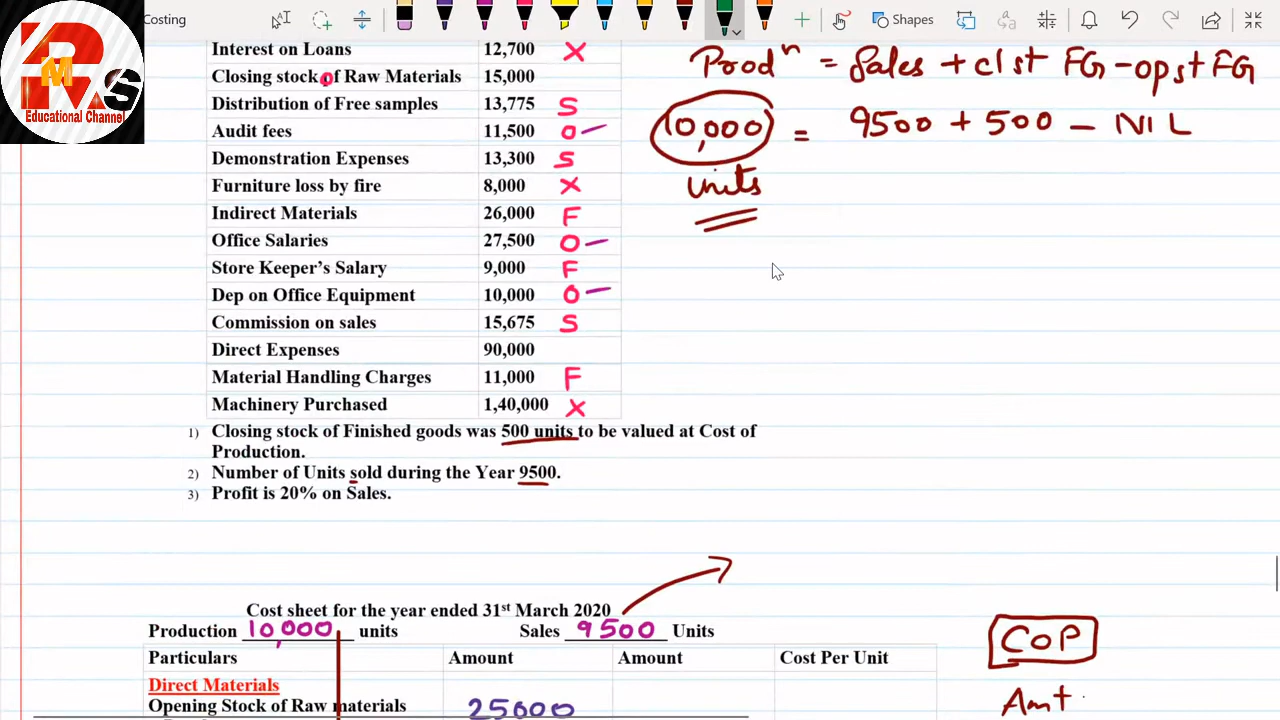 Costing
Shapes
R
M
S
Educational Channel
Interest on Loans 12,700 X
Closing stock of Raw Materials 15,000
Distribution of Free samples 13,775 S
Audit fees 11,500 O –
Demonstration Expenses 13,300 S
Furniture loss by fire 8,000 X
Indirect Materials 26,000 F
Office Salaries 27,500 O –
Store Keeper's Salary 9,000 F
Dep on Office Equipment 10,000 O –
Commission on sales 15,675 S
Direct Expenses 90,000
Material Handling Charges 11,000 F
Machinery Purchased 1,40,000 X
Prodⁿ = Sales + cl st FG – op st FG
10,000 = 9500 + 500 – NIL
units
1) Closing stock of Finished goods was 500 units to be valued at Cost of
Production.
2) Number of Units sold during the Year 9500.
3) Profit is 20% on Sales.
Cost sheet for the year ended 31st March 2020
Production 10,000 units Sales 9500 Units
Particulars Amount Amount Cost Per Unit
Direct Materials
Opening Stock of Raw materials 25000
COP
Amt